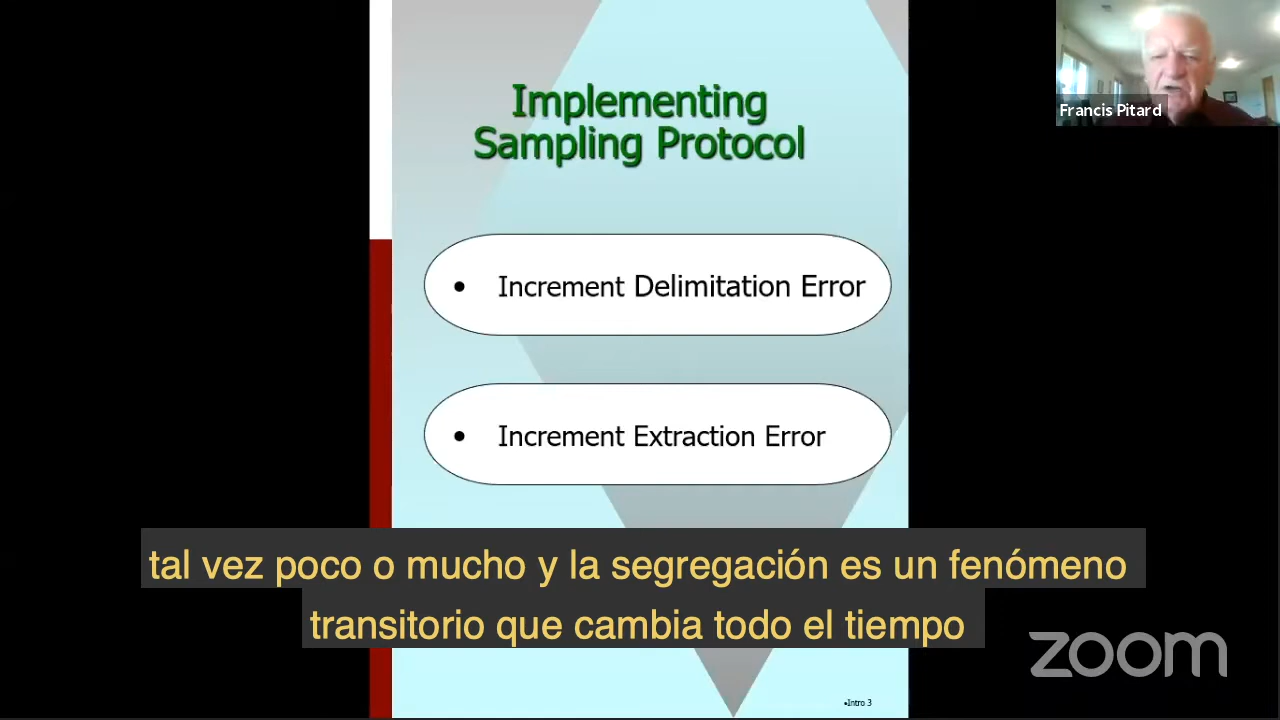 Implementing
Sampling Protocol
Francis Pitard
• Increment Delimitation Error
• Increment Extraction Error
tal vez poco o mucho y la segregación es un fenómeno
transitorio que cambia todo el tiempo
zoom
•Intro 3